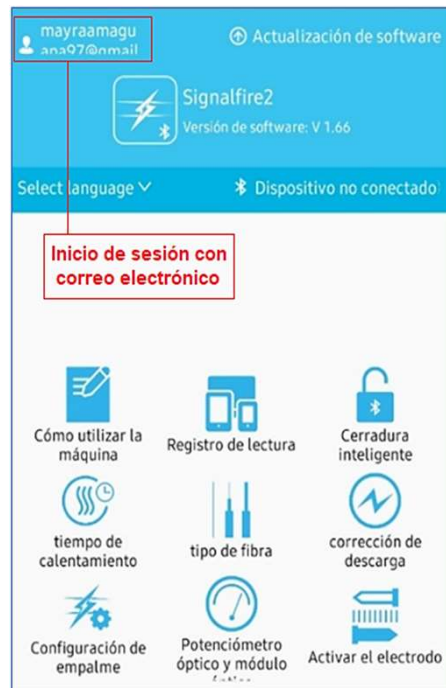 mayraamagu
Actualización de software
ana97@gmail
Signalfire2
Versión de software: V 1.66
Select language
Dispositivo no conectado
Inicio de sesión con
correo electrónico
Cómo utilizar la
máquina
Registro de lectura
Cerradura
inteligente
tiempo de
calentamiento
tipo de fibra
corrección de
descarga
Configuración de
empalme
Potenciómetro
óptico y módulo
Activar el electrodo